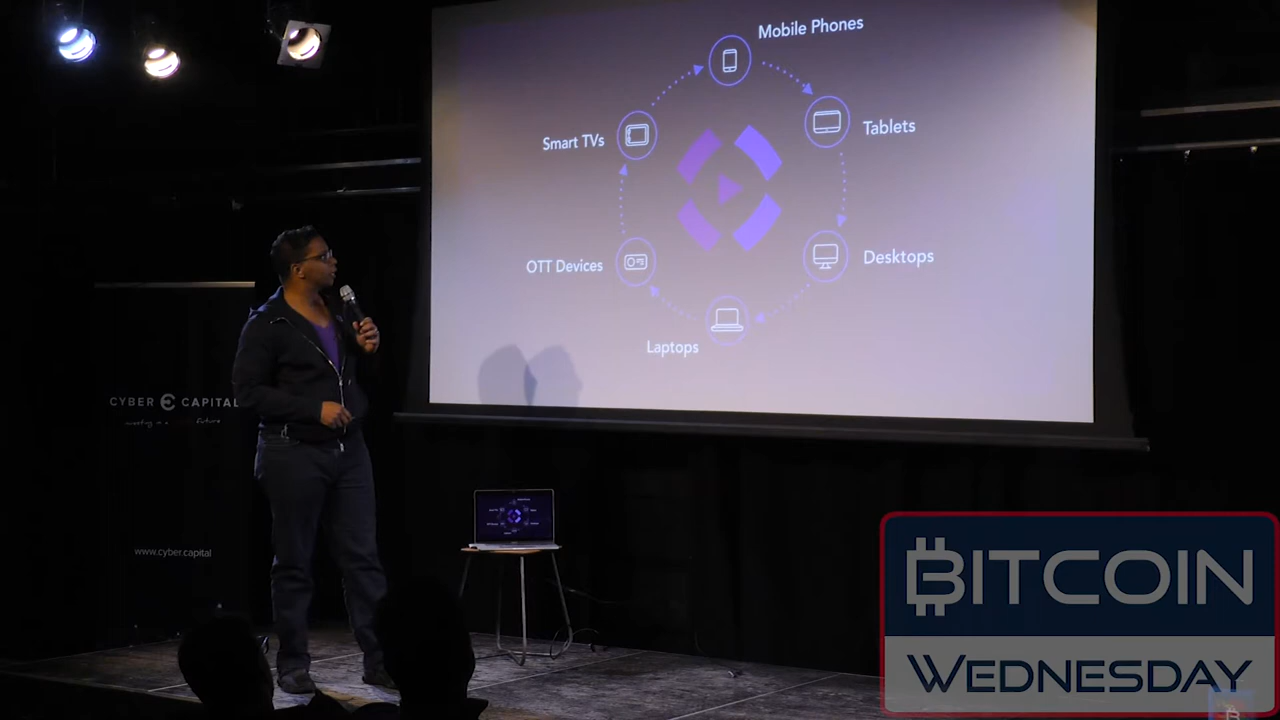 Mobile Phones
Smart TVs
Tablets
OTT Devices
Desktops
Laptops
CYBER CAPITAL
www.cyber.capital
BITCOIN
WEDNESDAY